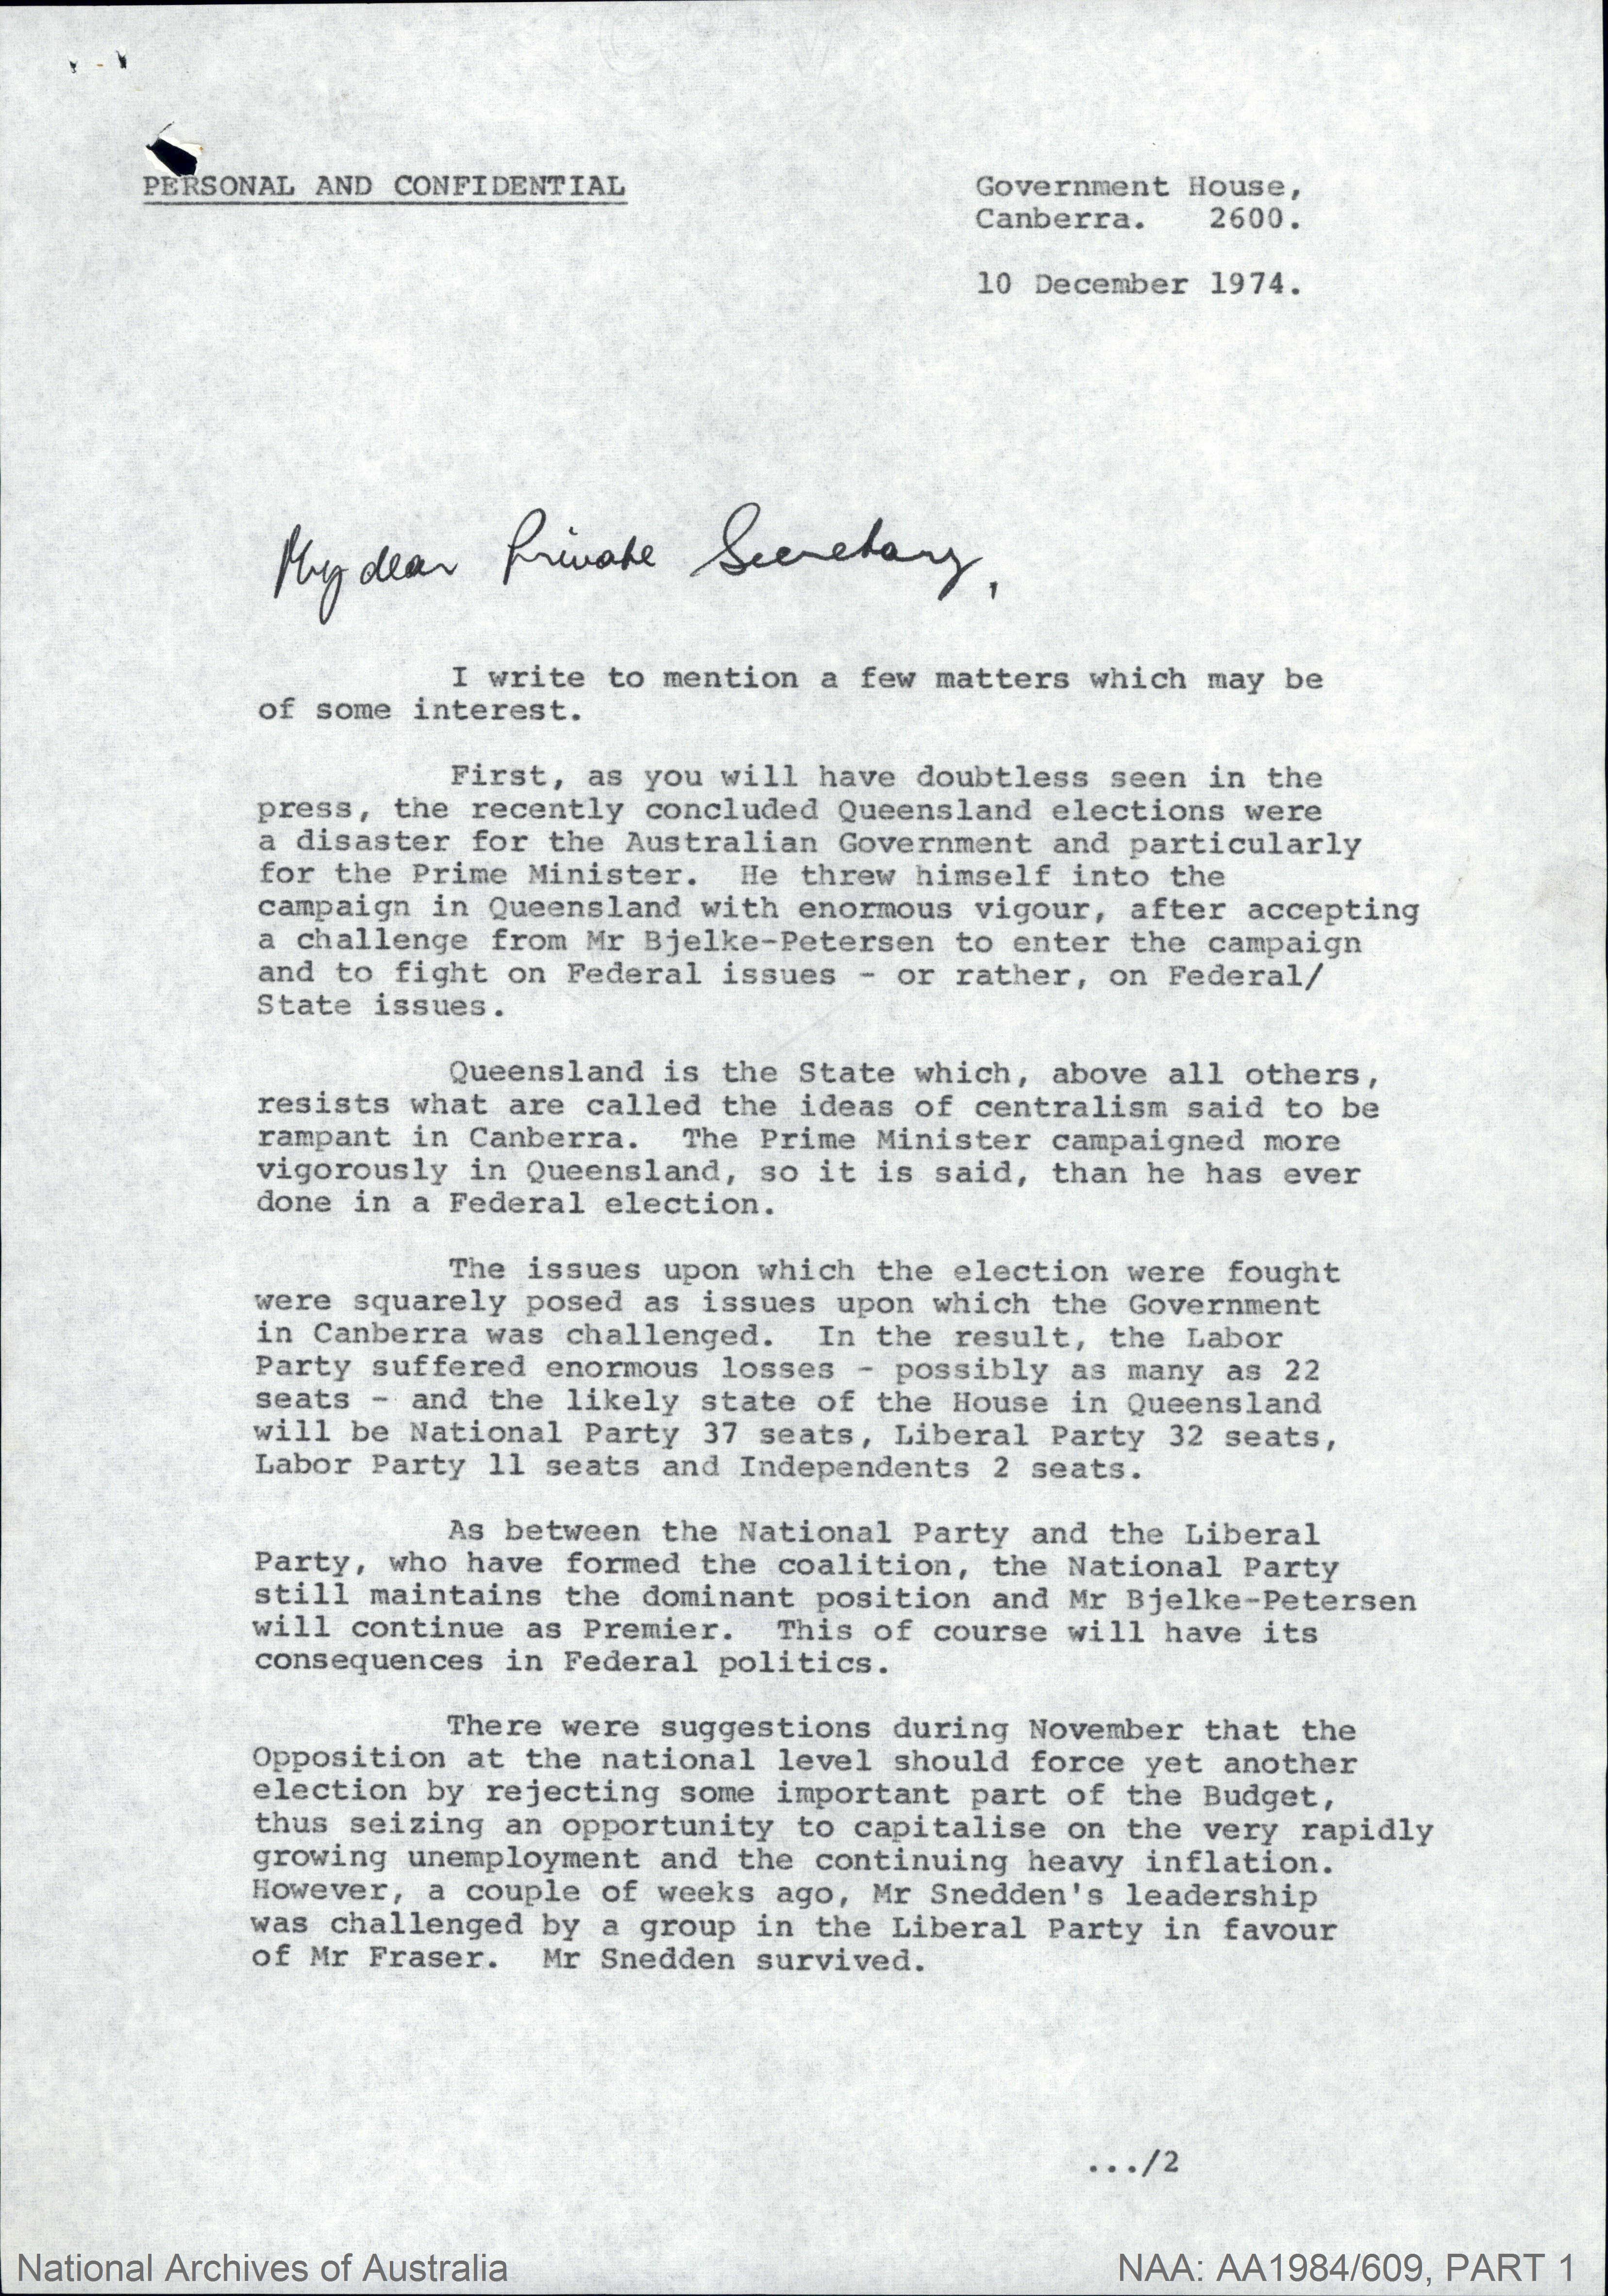 PERSONAL AND CONFIDENTIAL
Government House,
Canberra. 2600.
10 December 1974.
My dear Private Secretary,
I write to mention a few matters which may be
of some interest.
First, as you will have doubtless seen in the
press, the recently concluded Queensland elections were
a disaster for the Australian Government and particularly
for the Prime Minister. He threw himself into the
campaign in Queensland with enormous vigour, after accepting
a challenge from Mr Bjelke-Petersen to enter the campaign
and to fight on Federal issues - or rather, on Federal/
State issues.
Queensland is the State which, above all others,
resists what are called the ideas of centralism said to be
rampant in Canberra. The Prime Minister campaigned more
vigorously in Queensland, so it is said, than he has ever
done in a Federal election.
The issues upon which the election were fought
were squarely posed as issues upon which the Government
in Canberra was challenged. In the result, the Labor
Party suffered enormous losses - possibly as many as 22
seats - and the likely state of the House in Queensland
will be National Party 37 seats, Liberal Party 32 seats,
Labor Party 11 seats and Independents 2 seats.
As between the National Party and the Liberal
Party, who have formed the coalition, the National Party
still maintains the dominant position and Mr Bjelke-Petersen
will continue as Premier. This of course will have its
consequences in Federal politics.
There were suggestions during November that the
Opposition at the national level should force yet another
election by rejecting some important part of the Budget,
thus seizing an opportunity to capitalise on the very rapidly
growing unemployment and the continuing heavy inflation.
However, a couple of weeks ago, Mr Snedden's leadership
was challenged by a group in the Liberal Party in favour
of Mr Fraser. Mr Snedden survived.
.../2
National Archives of Australia
NAA: AA1984/609, PART 1